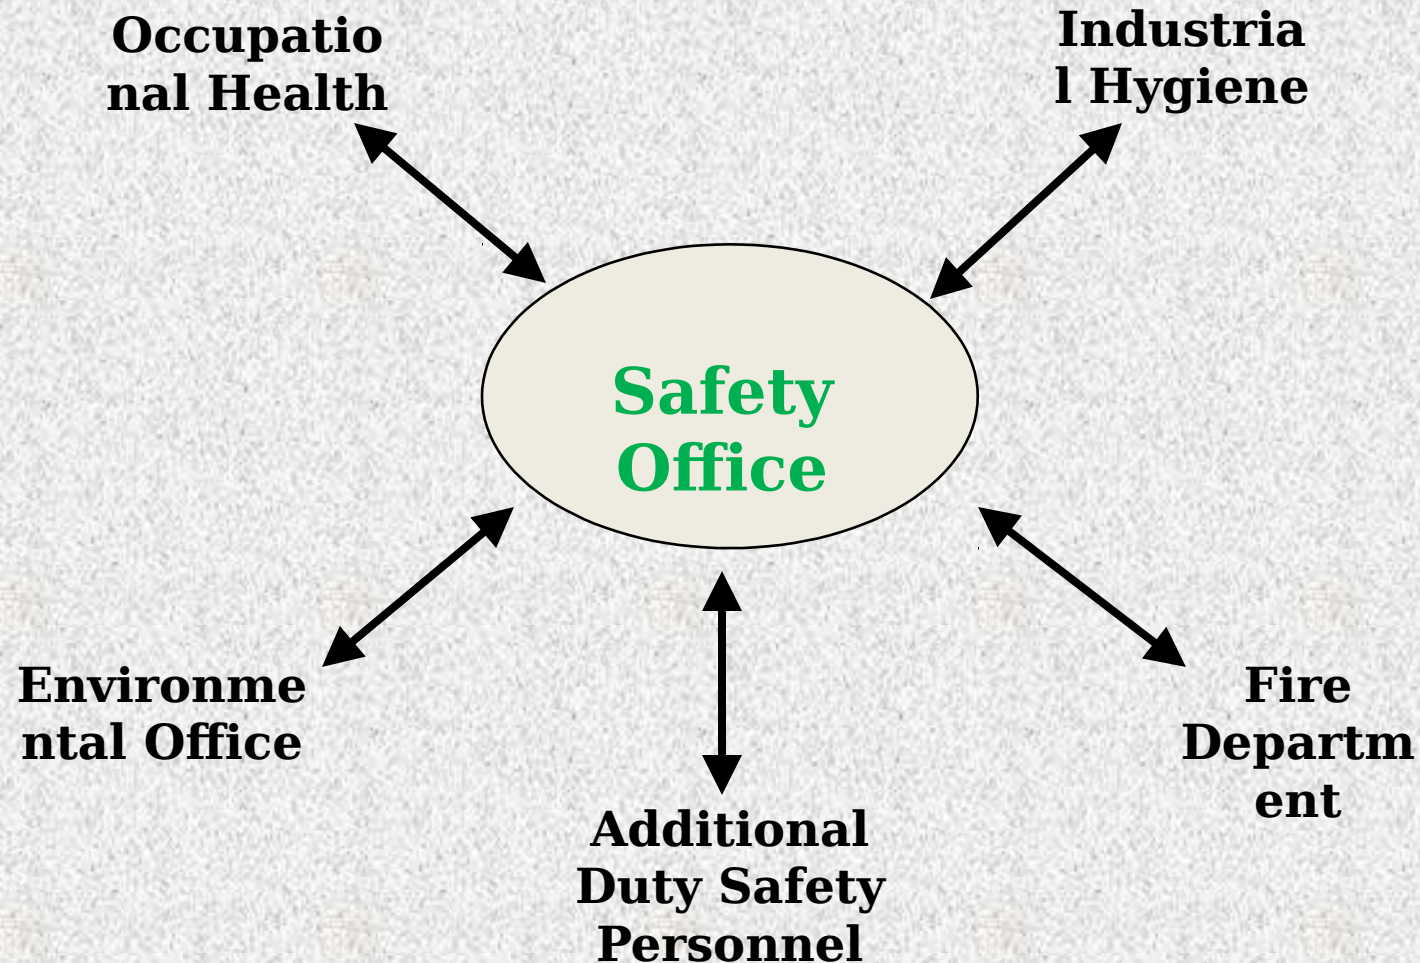 Occupatio
nal Health
Industria
l Hygiene
Safety
Office
Environme
ntal Office
Fire
Departm
ent
Additional
Duty Safety
Personnel